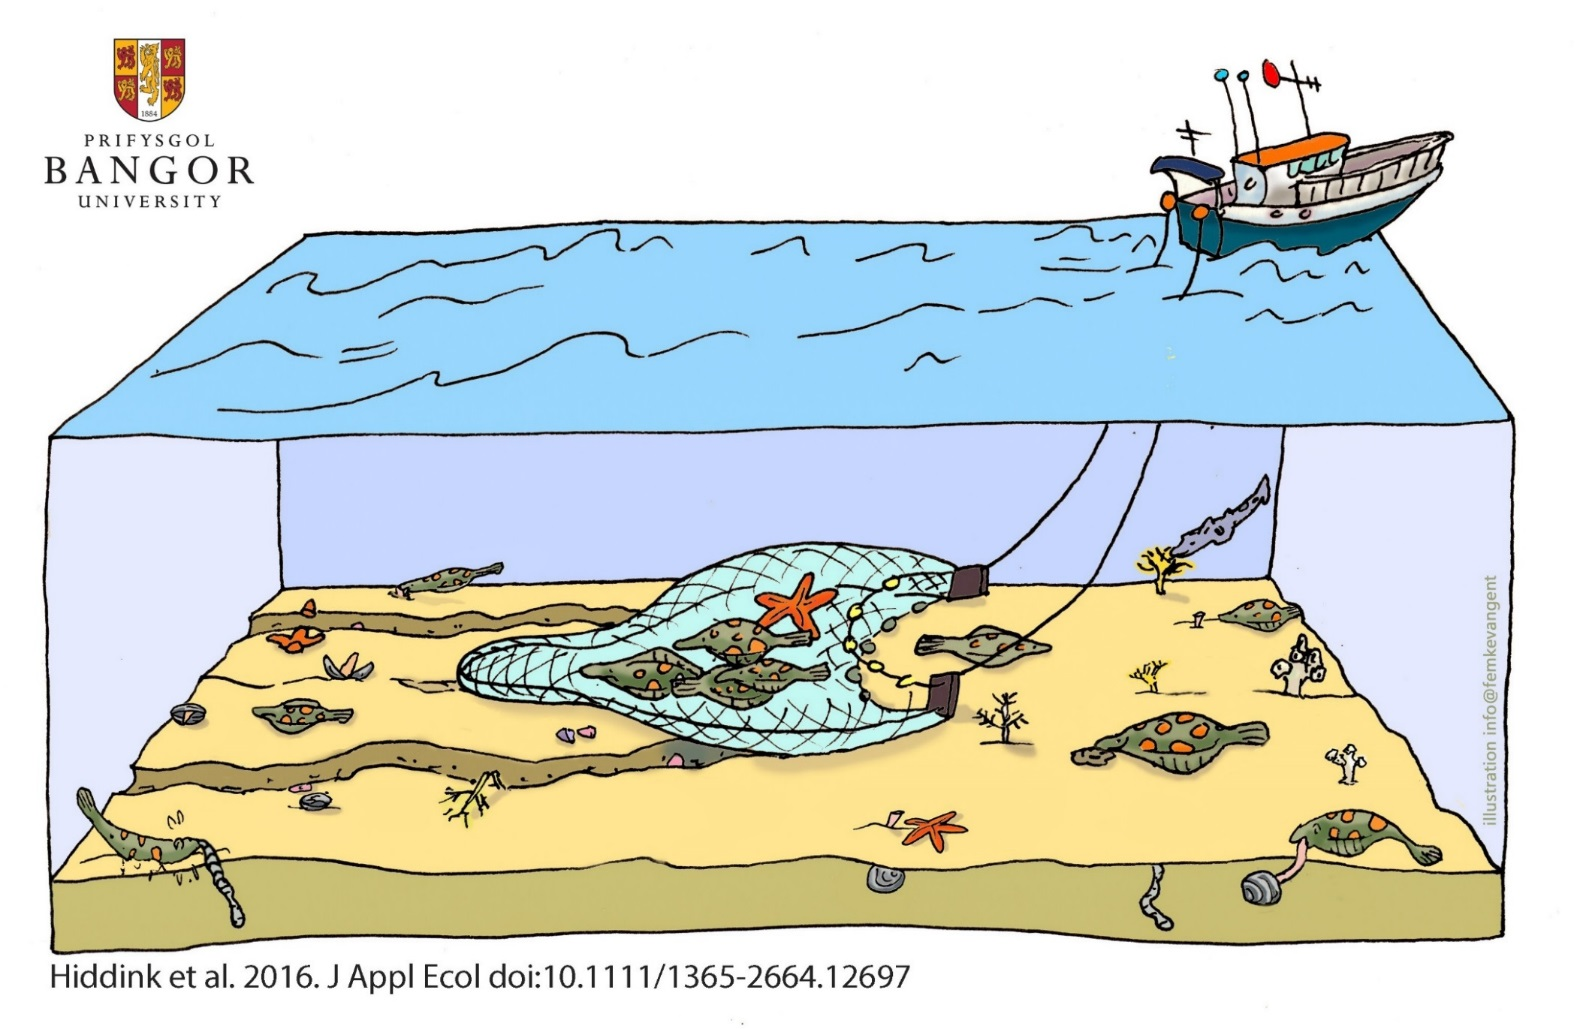 1884
PRIFYSGOL
BANGOR
UNIVERSITY
illustration info@femkevangent
Hiddink et al. 2016. J Appl Ecol doi:10.1111/1365-2664.12697